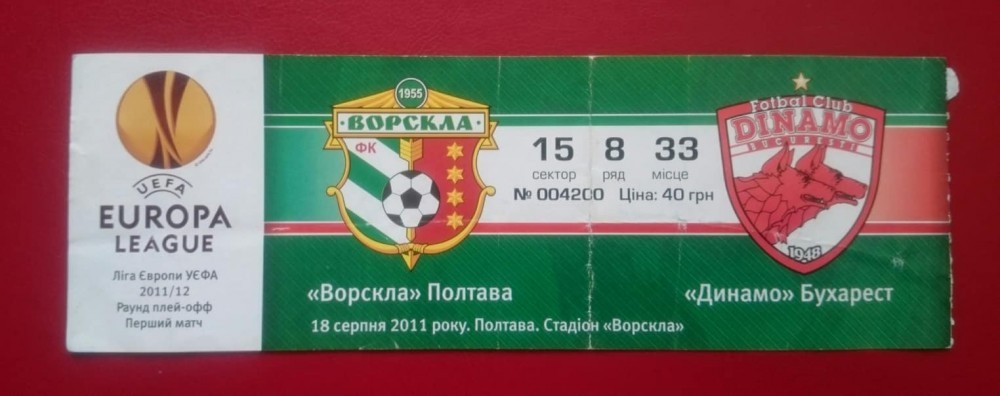 UEFA
EUROPA
LEAGUE
Ліга Європи УЄФА
2011/12
Раунд плей-офф
Перший матч
1955
ВОРСКЛА
ФК
«Ворскла» Полтава
18 серпня 2011 року. Полтава. Стадіон «Ворскла»
15 8 33
сектор ряд місце
№ 004200 Ціна: 40 грн
Fotbal Club
DINAMO
BUCURESTI
1948
«Динамо» Бухарест